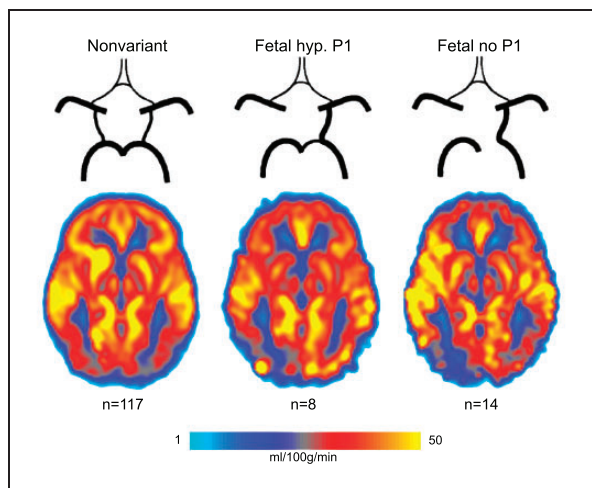 Nonvariant Fetal hyp. P1 Fetal no P1
n=117 n=8 n=14
1 50
ml/100g/min